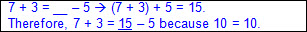 7 + 3 = __ – 5 → (7 + 3) + 5 = 15.
Therefore, 7 + 3 = 15 – 5 because 10 = 10.